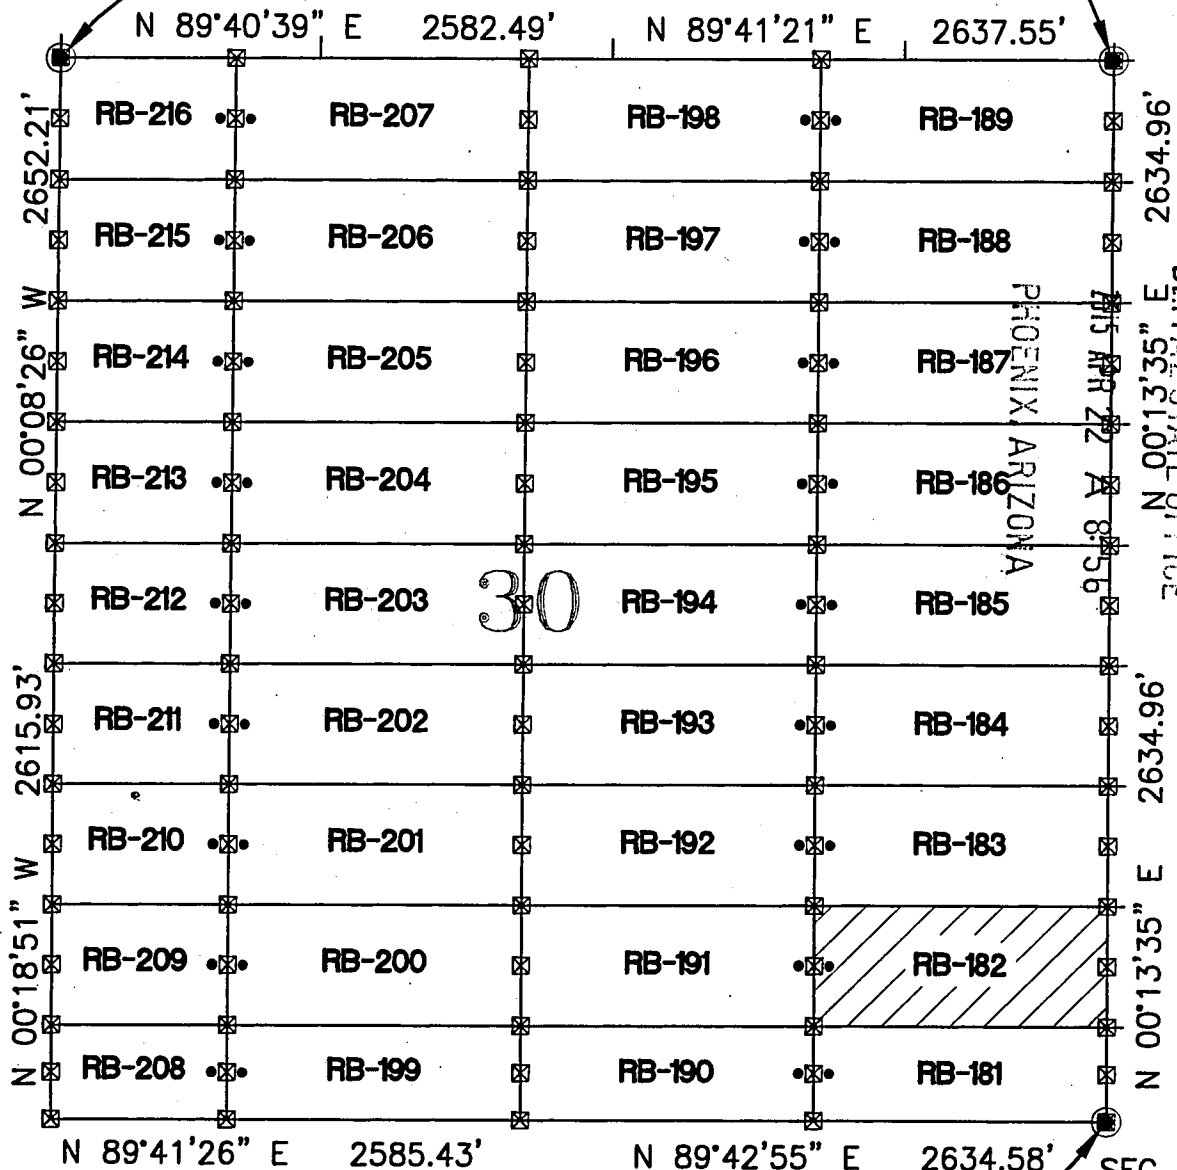 N 89°40'39" E 2582.49' N 89°41'21" E 2637.55'
2652.21'
N 00°08'26" W
2615.93'
N 00°18'51" W
2634.96'
N 00°13'35" E
2634.96'
N 00°13'35" E
RB-216 RB-207 RB-198 RB-189
RB-215 RB-206 RB-197 RB-188
RB-214 RB-205 RB-196 RB-187
RB-213 RB-204 RB-195 RB-186
RB-212 RB-203 RB-194 RB-185
30
RB-211 RB-202 RB-193 RB-184
RB-210 RB-201 RB-192 RB-183
RB-209 RB-200 RB-191 RB-182
RB-208 RB-199 RB-190 RB-181
2015 APR 22 A 8:56
PHOENIX, ARIZONA
N 89°41'26" E 2585.43' N 89°42'55" E 2634.58' SEC